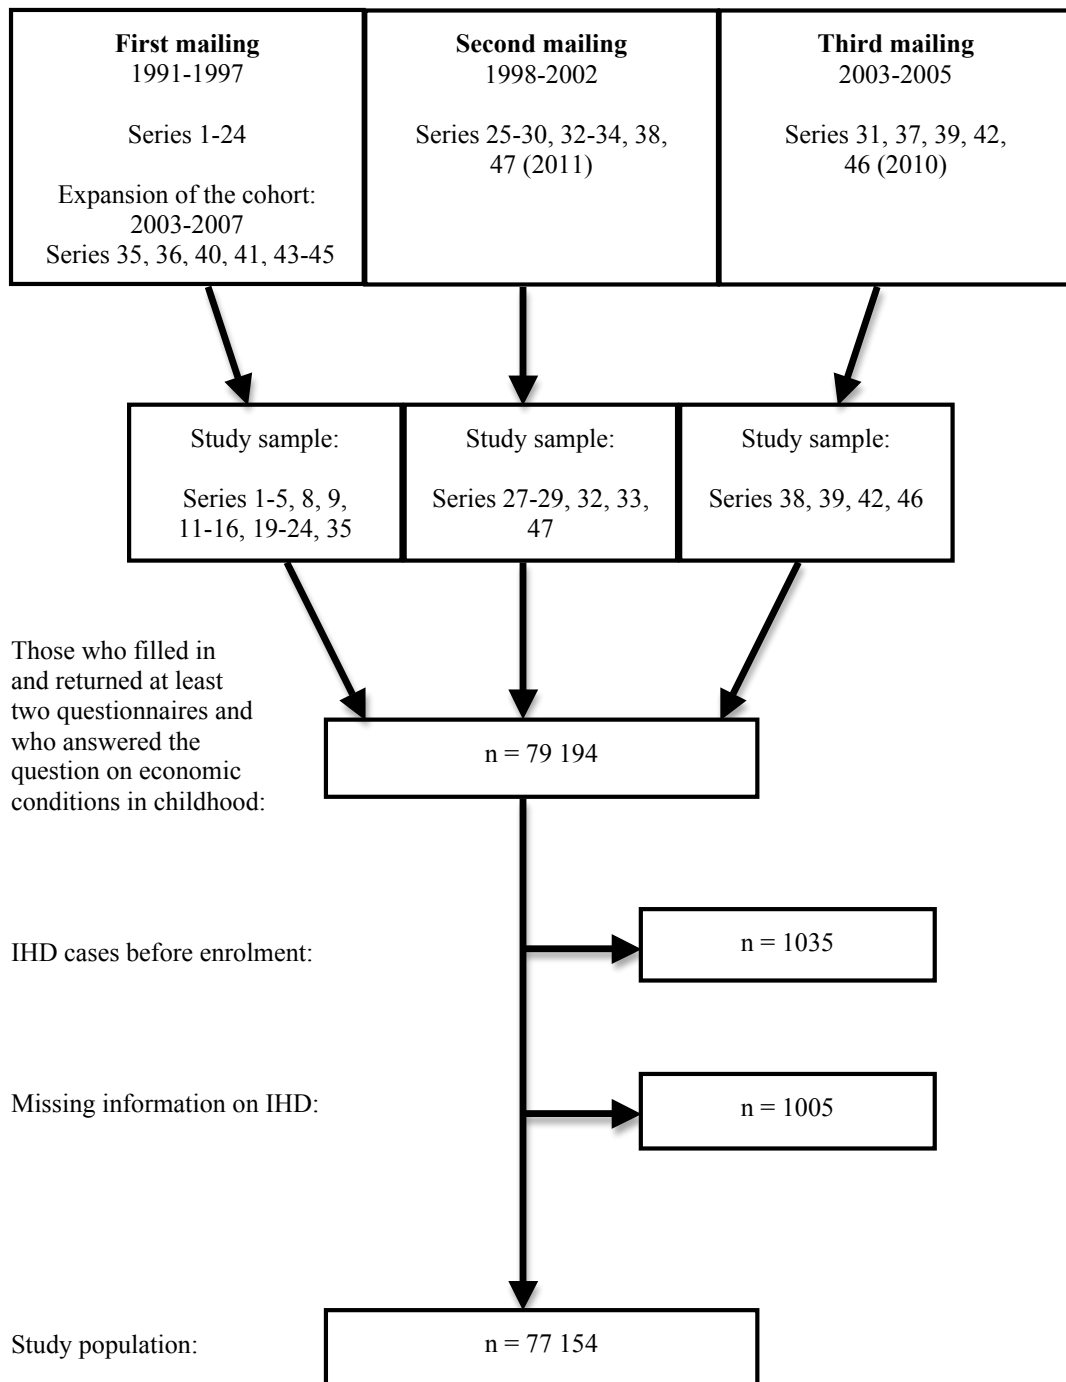 First mailing
1991-1997
Series 1-24
Expansion of the cohort:
2003-2007
Series 35, 36, 40, 41, 43-45
Second mailing
1998-2002
Series 25-30, 32-34, 38,
47 (2011)
Third mailing
2003-2005
Series 31, 37, 39, 42,
46 (2010)
Study sample:
Series 1-5, 8, 9,
11-16, 19-24, 35
Study sample:
Series 27-29, 32, 33,
47
Study sample:
Series 38, 39, 42, 46
Those who filled in
and returned at least
two questionnaires and
who answered the
question on economic
conditions in childhood:
n = 79 194
IHD cases before enrolment:
n = 1035
Missing information on IHD:
n = 1005
Study population:
n = 77 154